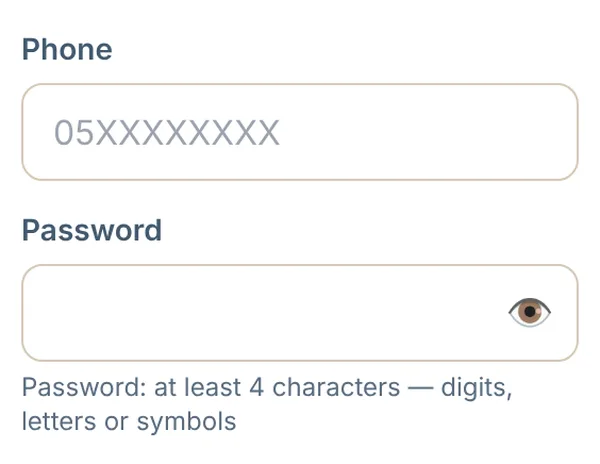 Phone
05XXXXXXXX
Password
Password: at least 4 characters — digits,
letters or symbols